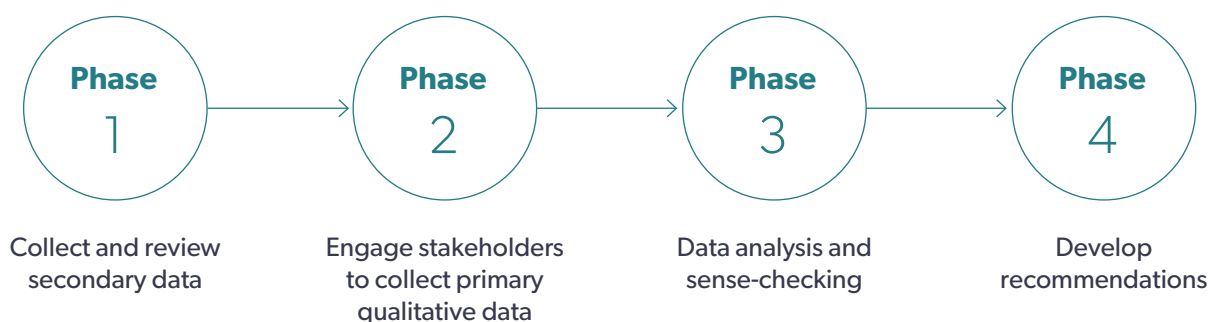 Phase
1
Phase
2
Phase
3
Phase
4
Collect and review
secondary data
Engage stakeholders
to collect primary
qualitative data
Data analysis and
sense-checking
Develop
recommendations